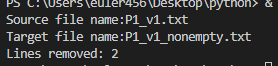 PS C:\Users\euler456\Desktop\python> &
Source file name:P1_v1.txt
Target file name:P1_v1_nonempty.txt
Lines removed: 2